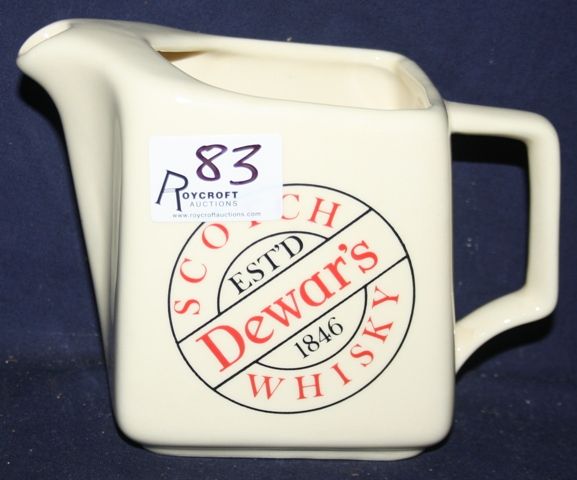 83
ROYCROFT
AUCTIONS
www.roycroftauctions.com
SCOTCH
EST'D
Dewar's
1846
WHISKY